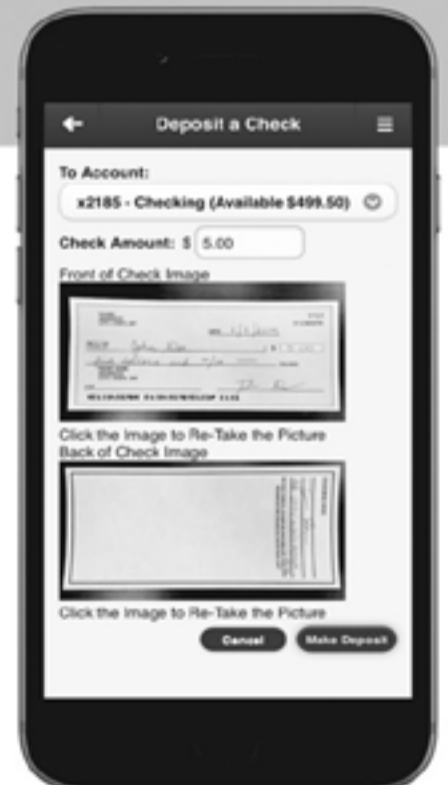 Deposit a Check
To Account:
x2185 - Checking (Available $499.50)
Check Amount: $ 5.00
Front of Check Image
John Doe
Click the Image to Re-Take the Picture
Back of Check Image
Click the Image to Re-Take the Picture
Cancel
Make Deposit